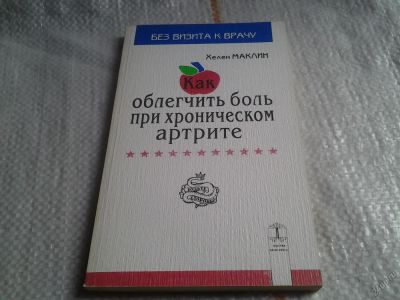 БЕЗ ВИЗИТА К ВРАЧУ
Хелен МАКЛИН
Как
облегчить боль
при хроническом
артрите